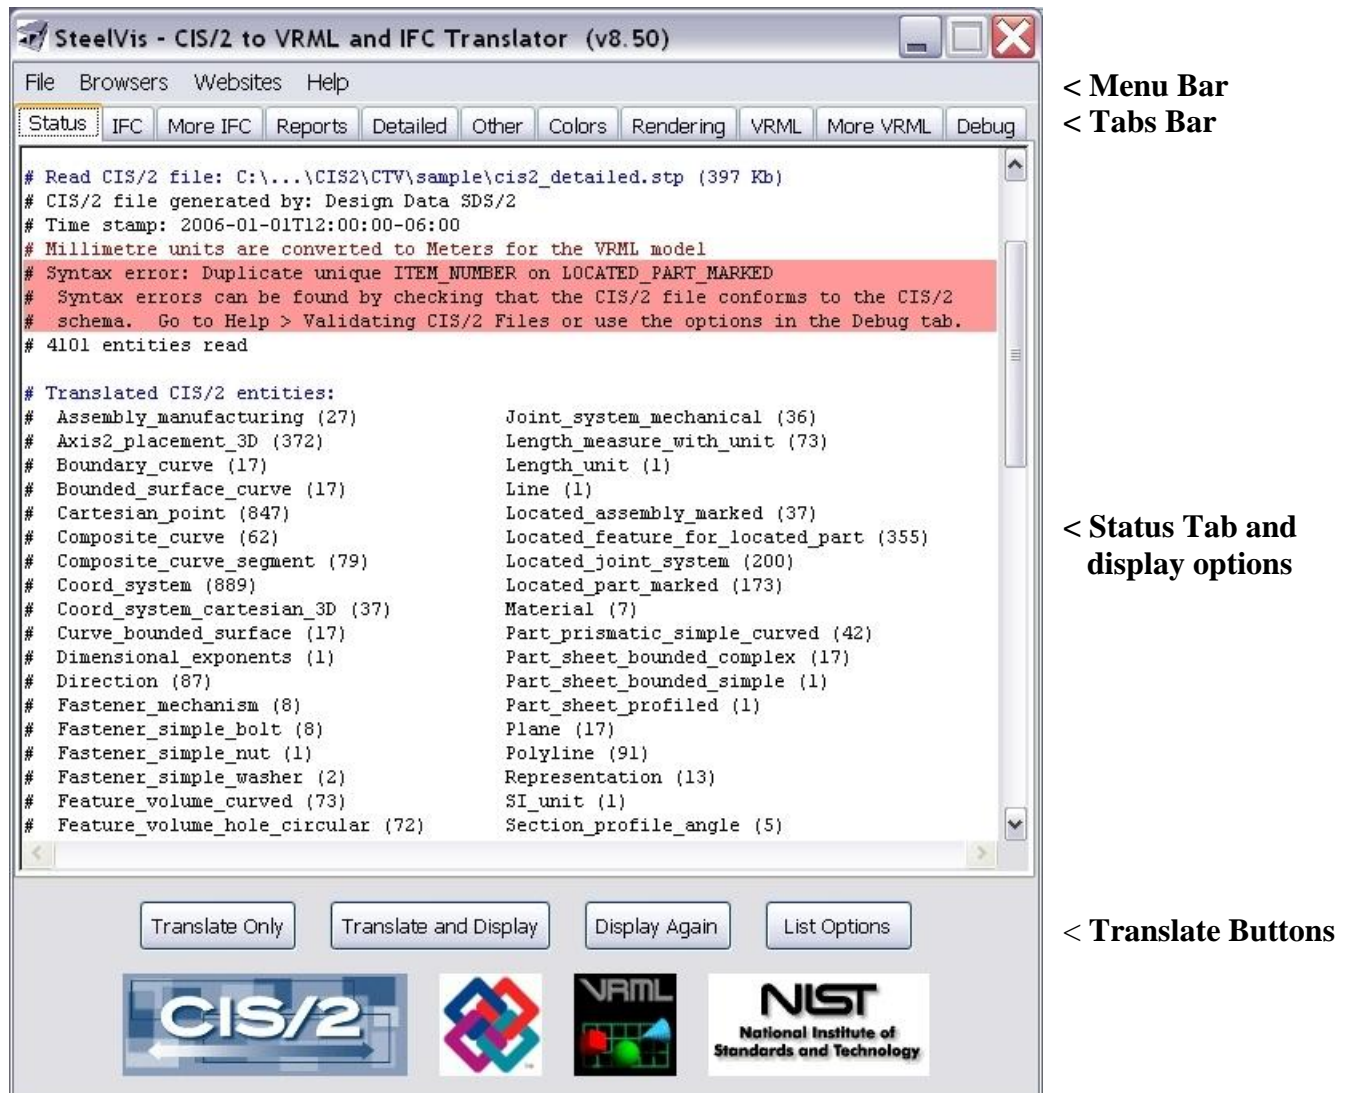 SteelVis - CIS/2 to VRML and IFC Translator (v8.50)
File Browsers Websites Help
< Menu Bar
Status IFC More IFC Reports Detailed Other Colors Rendering VRML More VRML Debug
< Tabs Bar
# Read CIS/2 file: C:\...\CIS2\CTV\sample\cis2_detailed.stp (397 Kb)
# CIS/2 file generated by: Design Data SDS/2
# Time stamp: 2006-01-01T12:00:00-06:00
# Millimetre units are converted to Meters for the VRML model
# Syntax error: Duplicate unique ITEM_NUMBER on LOCATED_PART_MARKED
# Syntax errors can be found by checking that the CIS/2 file conforms to the CIS/2
# schema. Go to Help > Validating CIS/2 Files or use the options in the Debug tab.
# 4101 entities read
# Translated CIS/2 entities:
# Assembly_manufacturing (27) Joint_system_mechanical (36)
# Axis2_placement_3D (372) Length_measure_with_unit (73)
# Boundary_curve (17) Length_unit (1)
# Bounded_surface_curve (17) Line (1)
# Cartesian_point (847) Located_assembly_marked (37)
# Composite_curve (62) Located_feature_for_located_part (355)
# Composite_curve_segment (79) Located_joint_system (200)
# Coord_system (889) Located_part_marked (173)
# Coord_system_cartesian_3D (37) Material (7)
# Curve_bounded_surface (17) Part_prismatic_simple_curved (42)
# Dimensional_exponents (1) Part_sheet_bounded_complex (17)
# Direction (87) Part_sheet_bounded_simple (1)
# Fastener_mechanism (8) Part_sheet_profiled (1)
# Fastener_simple_bolt (8) Plane (17)
# Fastener_simple_nut (1) Polyline (91)
# Fastener_simple_washer (2) Representation (13)
# Feature_volume_curved (73) SI_unit (1)
# Feature_volume_hole_circular (72) Section_profile_angle (5)
< Status Tab and
display options
Translate Only Translate and Display Display Again List Options
< Translate Buttons
CIS/2
VRML
NIST
National Institute of
Standards and Technology